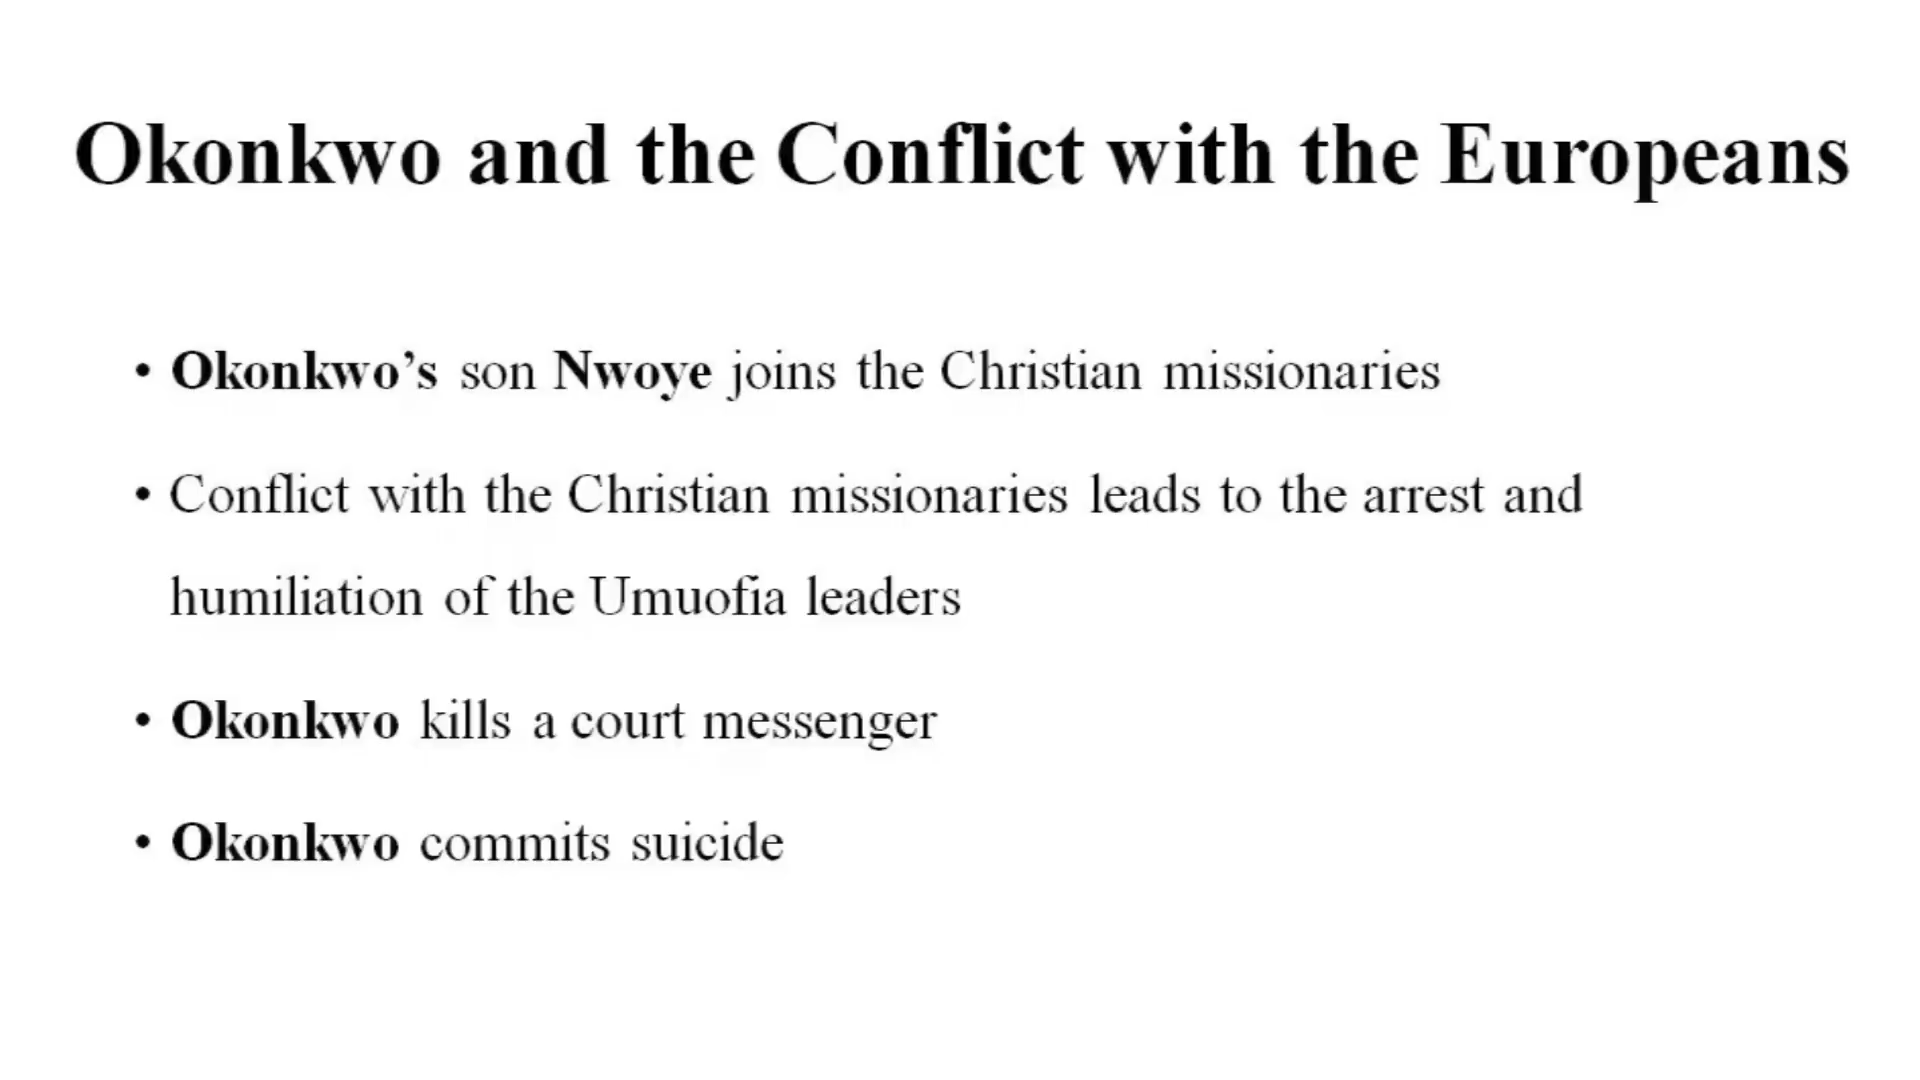 Okonkwo and the Conflict with the Europeans
• Okonkwo’s son Nwoye joins the Christian missionaries
• Conflict with the Christian missionaries leads to the arrest and
humiliation of the Umuofia leaders
• Okonkwo kills a court messenger
• Okonkwo commits suicide